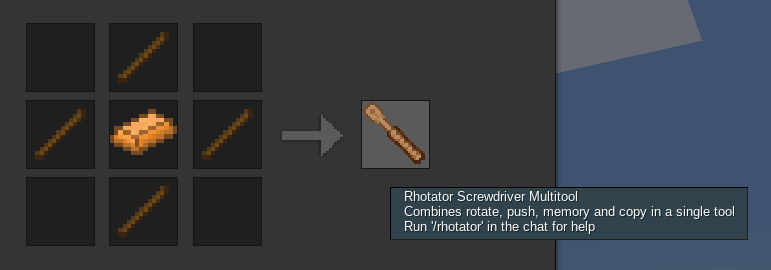 Rhotator Screwdriver Multitool
Combines rotate, push, memory and copy in a single tool
Run '/rhotator' in the chat for help